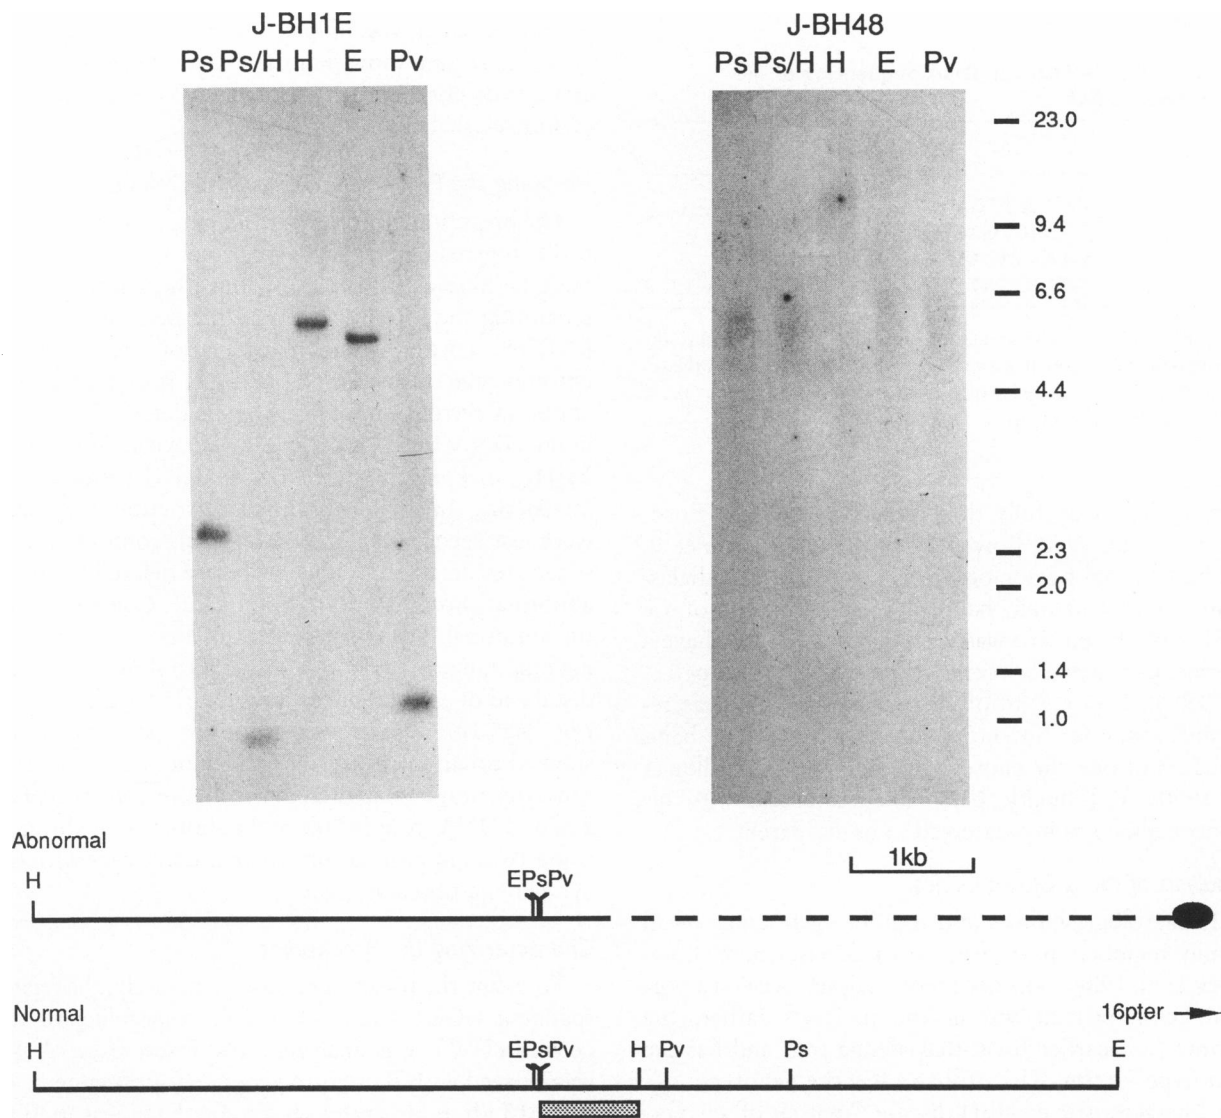 J-BH1E
Ps Ps/H H E Pv
J-BH48
Ps Ps/H H E Pv
23.0
9.4
6.6
4.4
2.3
2.0
1.4
1.0
1kb
Abnormal
H
EPsPv
Normal
16pter
H
EPsPv
H
Pv
Ps
E